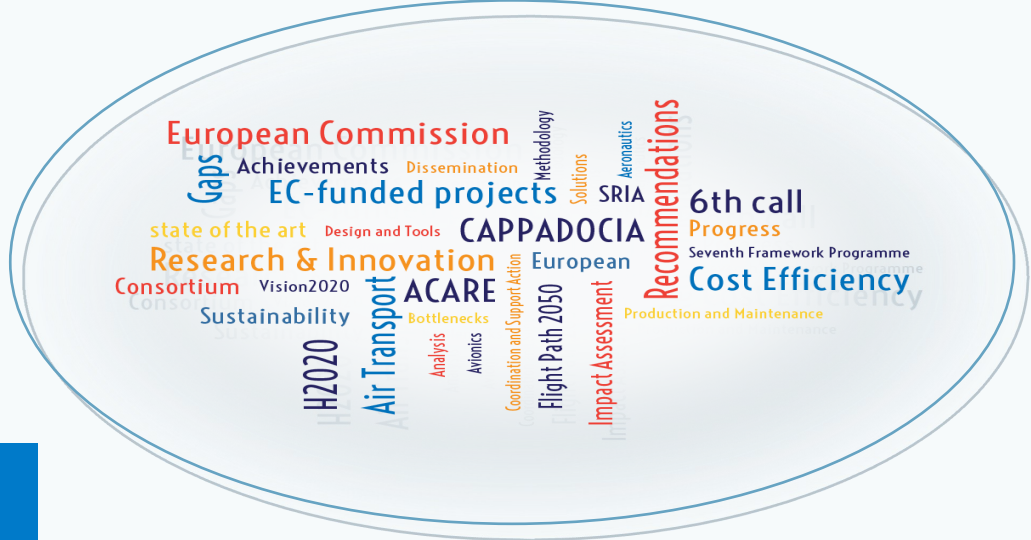 European Commission
Gaps
Achievements
Dissemination
Methodology
Solutions
Aeronautics
Recommendations
EC-funded projects
SRIA
6th call
state of the art
Design and Tools
CAPPADOCIA
Progress
Research & Innovation
European
Seventh Framework Programme
Consortium
Vision2020
ACARE
Cost Efficiency
Sustainability
Air Transport
Bottlenecks
Coordination and Support Action
Flight Path 2050
Impact Assessment
Production and Maintenance
H2020
Analysis
Avionics